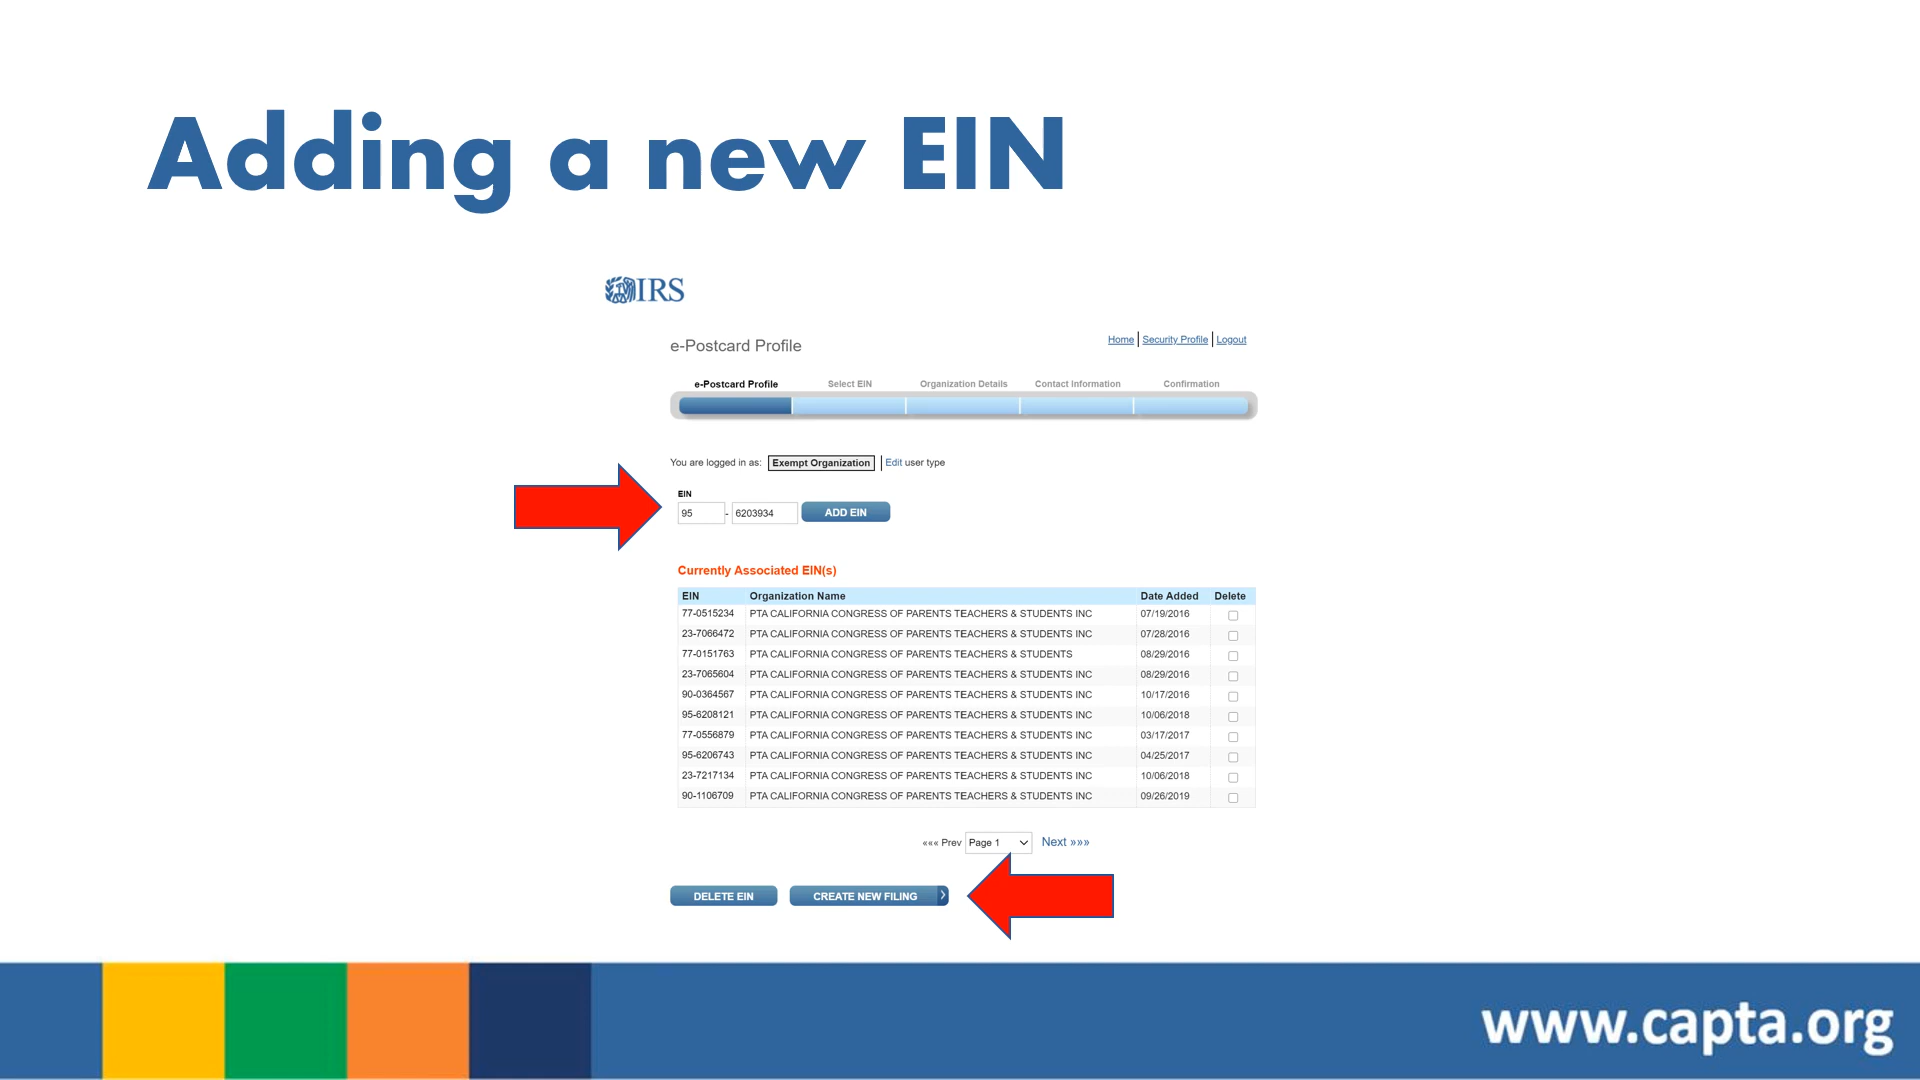 Adding a new EIN
IRS
Home | Security Profile | Logout
e-Postcard Profile
e-Postcard Profile Select EIN Organization Details Contact Information Confirmation
You are logged in as: Exempt Organization | Edit user type
EIN
95 - 6203934 ADD EIN
Currently Associated EIN(s)
EIN Organization Name Date Added Delete
77-0515234 PTA CALIFORNIA CONGRESS OF PARENTS TEACHERS & STUDENTS INC 07/19/2016
23-7066472 PTA CALIFORNIA CONGRESS OF PARENTS TEACHERS & STUDENTS INC 07/28/2016
77-0151763 PTA CALIFORNIA CONGRESS OF PARENTS TEACHERS & STUDENTS 08/29/2016
23-7065604 PTA CALIFORNIA CONGRESS OF PARENTS TEACHERS & STUDENTS INC 08/29/2016
90-0364567 PTA CALIFORNIA CONGRESS OF PARENTS TEACHERS & STUDENTS INC 10/17/2016
95-6208121 PTA CALIFORNIA CONGRESS OF PARENTS TEACHERS & STUDENTS INC 10/06/2018
77-0556879 PTA CALIFORNIA CONGRESS OF PARENTS TEACHERS & STUDENTS INC 03/17/2017
95-6206743 PTA CALIFORNIA CONGRESS OF PARENTS TEACHERS & STUDENTS INC 04/25/2017
23-7217134 PTA CALIFORNIA CONGRESS OF PARENTS TEACHERS & STUDENTS INC 10/06/2018
90-1106709 PTA CALIFORNIA CONGRESS OF PARENTS TEACHERS & STUDENTS INC 09/26/2019
««« Prev Page 1 Next »»»
DELETE EIN CREATE NEW FILING
www.capta.org